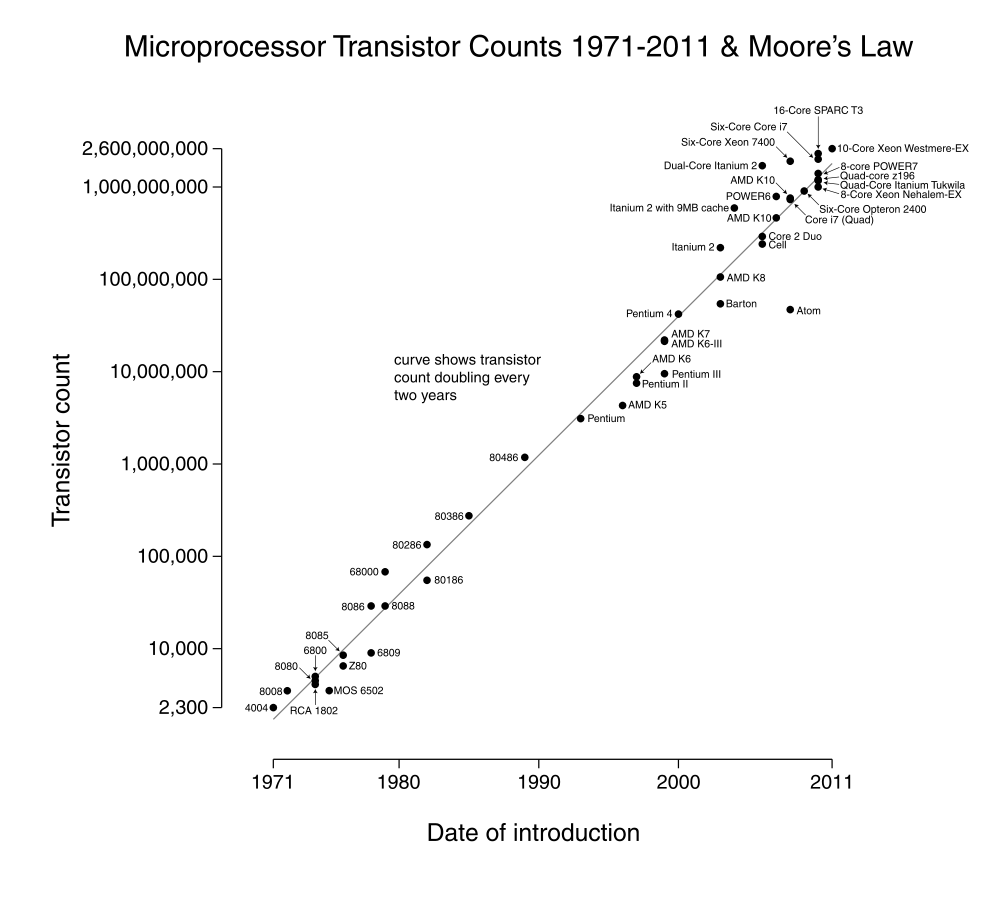 Microprocessor Transistor Counts 1971-2011 & Moore's Law
16-Core SPARC T3
Six-Core Core i7
Six-Core Xeon 7400
2,600,000,000
10-Core Xeon Westmere-EX
Dual-Core Itanium 2
8-core POWER7
Quad-core z196
AMD K10
1,000,000,000
Quad-Core Itanium Tukwila
POWER6
8-Core Xeon Nehalem-EX
Itanium 2 with 9MB cache
Six-Core Opteron 2400
AMD K10
Core i7 (Quad)
Core 2 Duo
Itanium 2
Cell
100,000,000
AMD K8
Barton
Pentium 4
Atom
AMD K7
AMD K6-III
curve shows transistor
count doubling every
two years
AMD K6
10,000,000
Pentium III
Pentium II
AMD K5
Pentium
Transistor count
80486
1,000,000
80386
80286
100,000
68000
80186
8086
8088
8085
10,000
6800
6809
8080
Z80
8008
MOS 6502
2,300
4004
RCA 1802
1971
1980
1990
2000
2011
Date of introduction